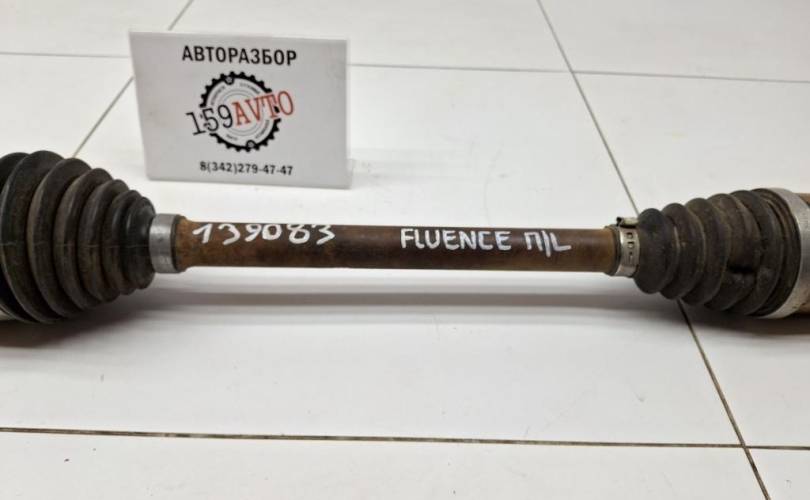 АВТОРАЗБОР
159AVTO
8(342)279-47-47
139083 FLUENCE П/L